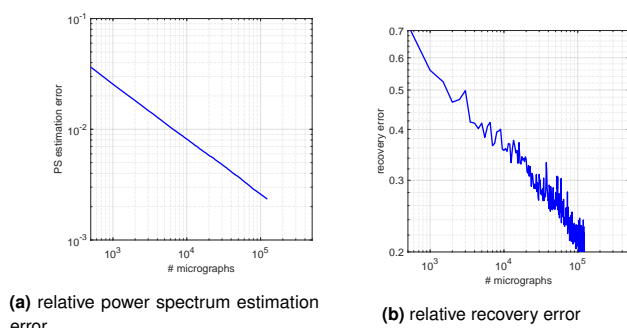 10⁻¹
10⁻²
10⁻³
PS estimation error
10³ 10⁴ 10⁵
# micrographs
(a) relative power spectrum estimation
error
0.7
0.6
0.5
0.4
0.3
0.2
recovery error
10³ 10⁴ 10⁵
# micrographs
(b) relative recovery error